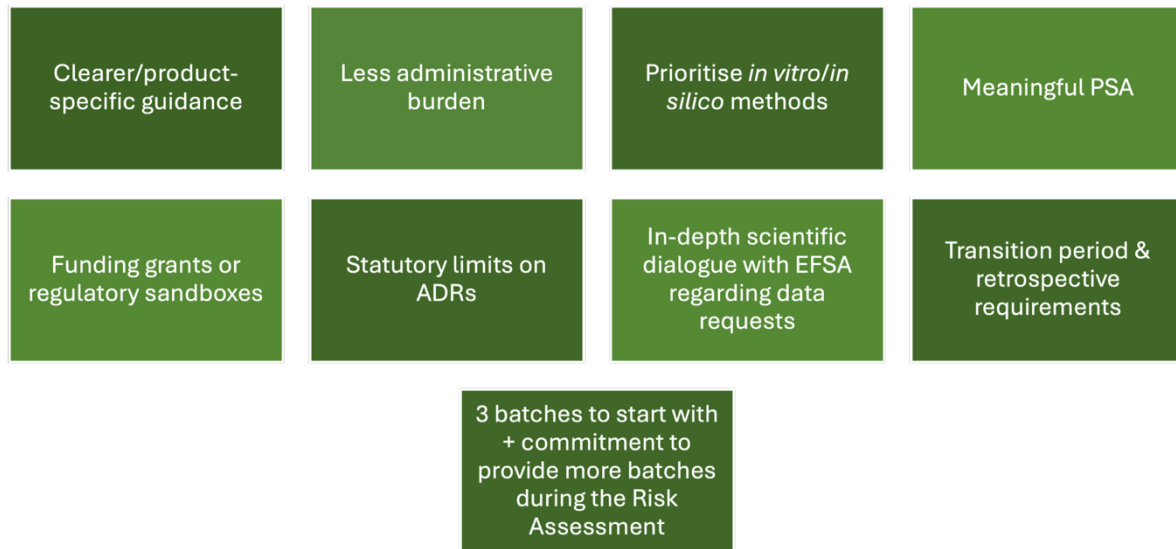 Clearer/product-
specific guidance
Less administrative
burden
Prioritise in vitro/in
silico methods
Meaningful PSA
Funding grants or
regulatory sandboxes
Statutory limits on
ADRs
In-depth scientific
dialogue with EFSA
regarding data
requests
Transition period &
retrospective
requirements
3 batches to start with
+ commitment to
provide more batches
during the Risk
Assessment